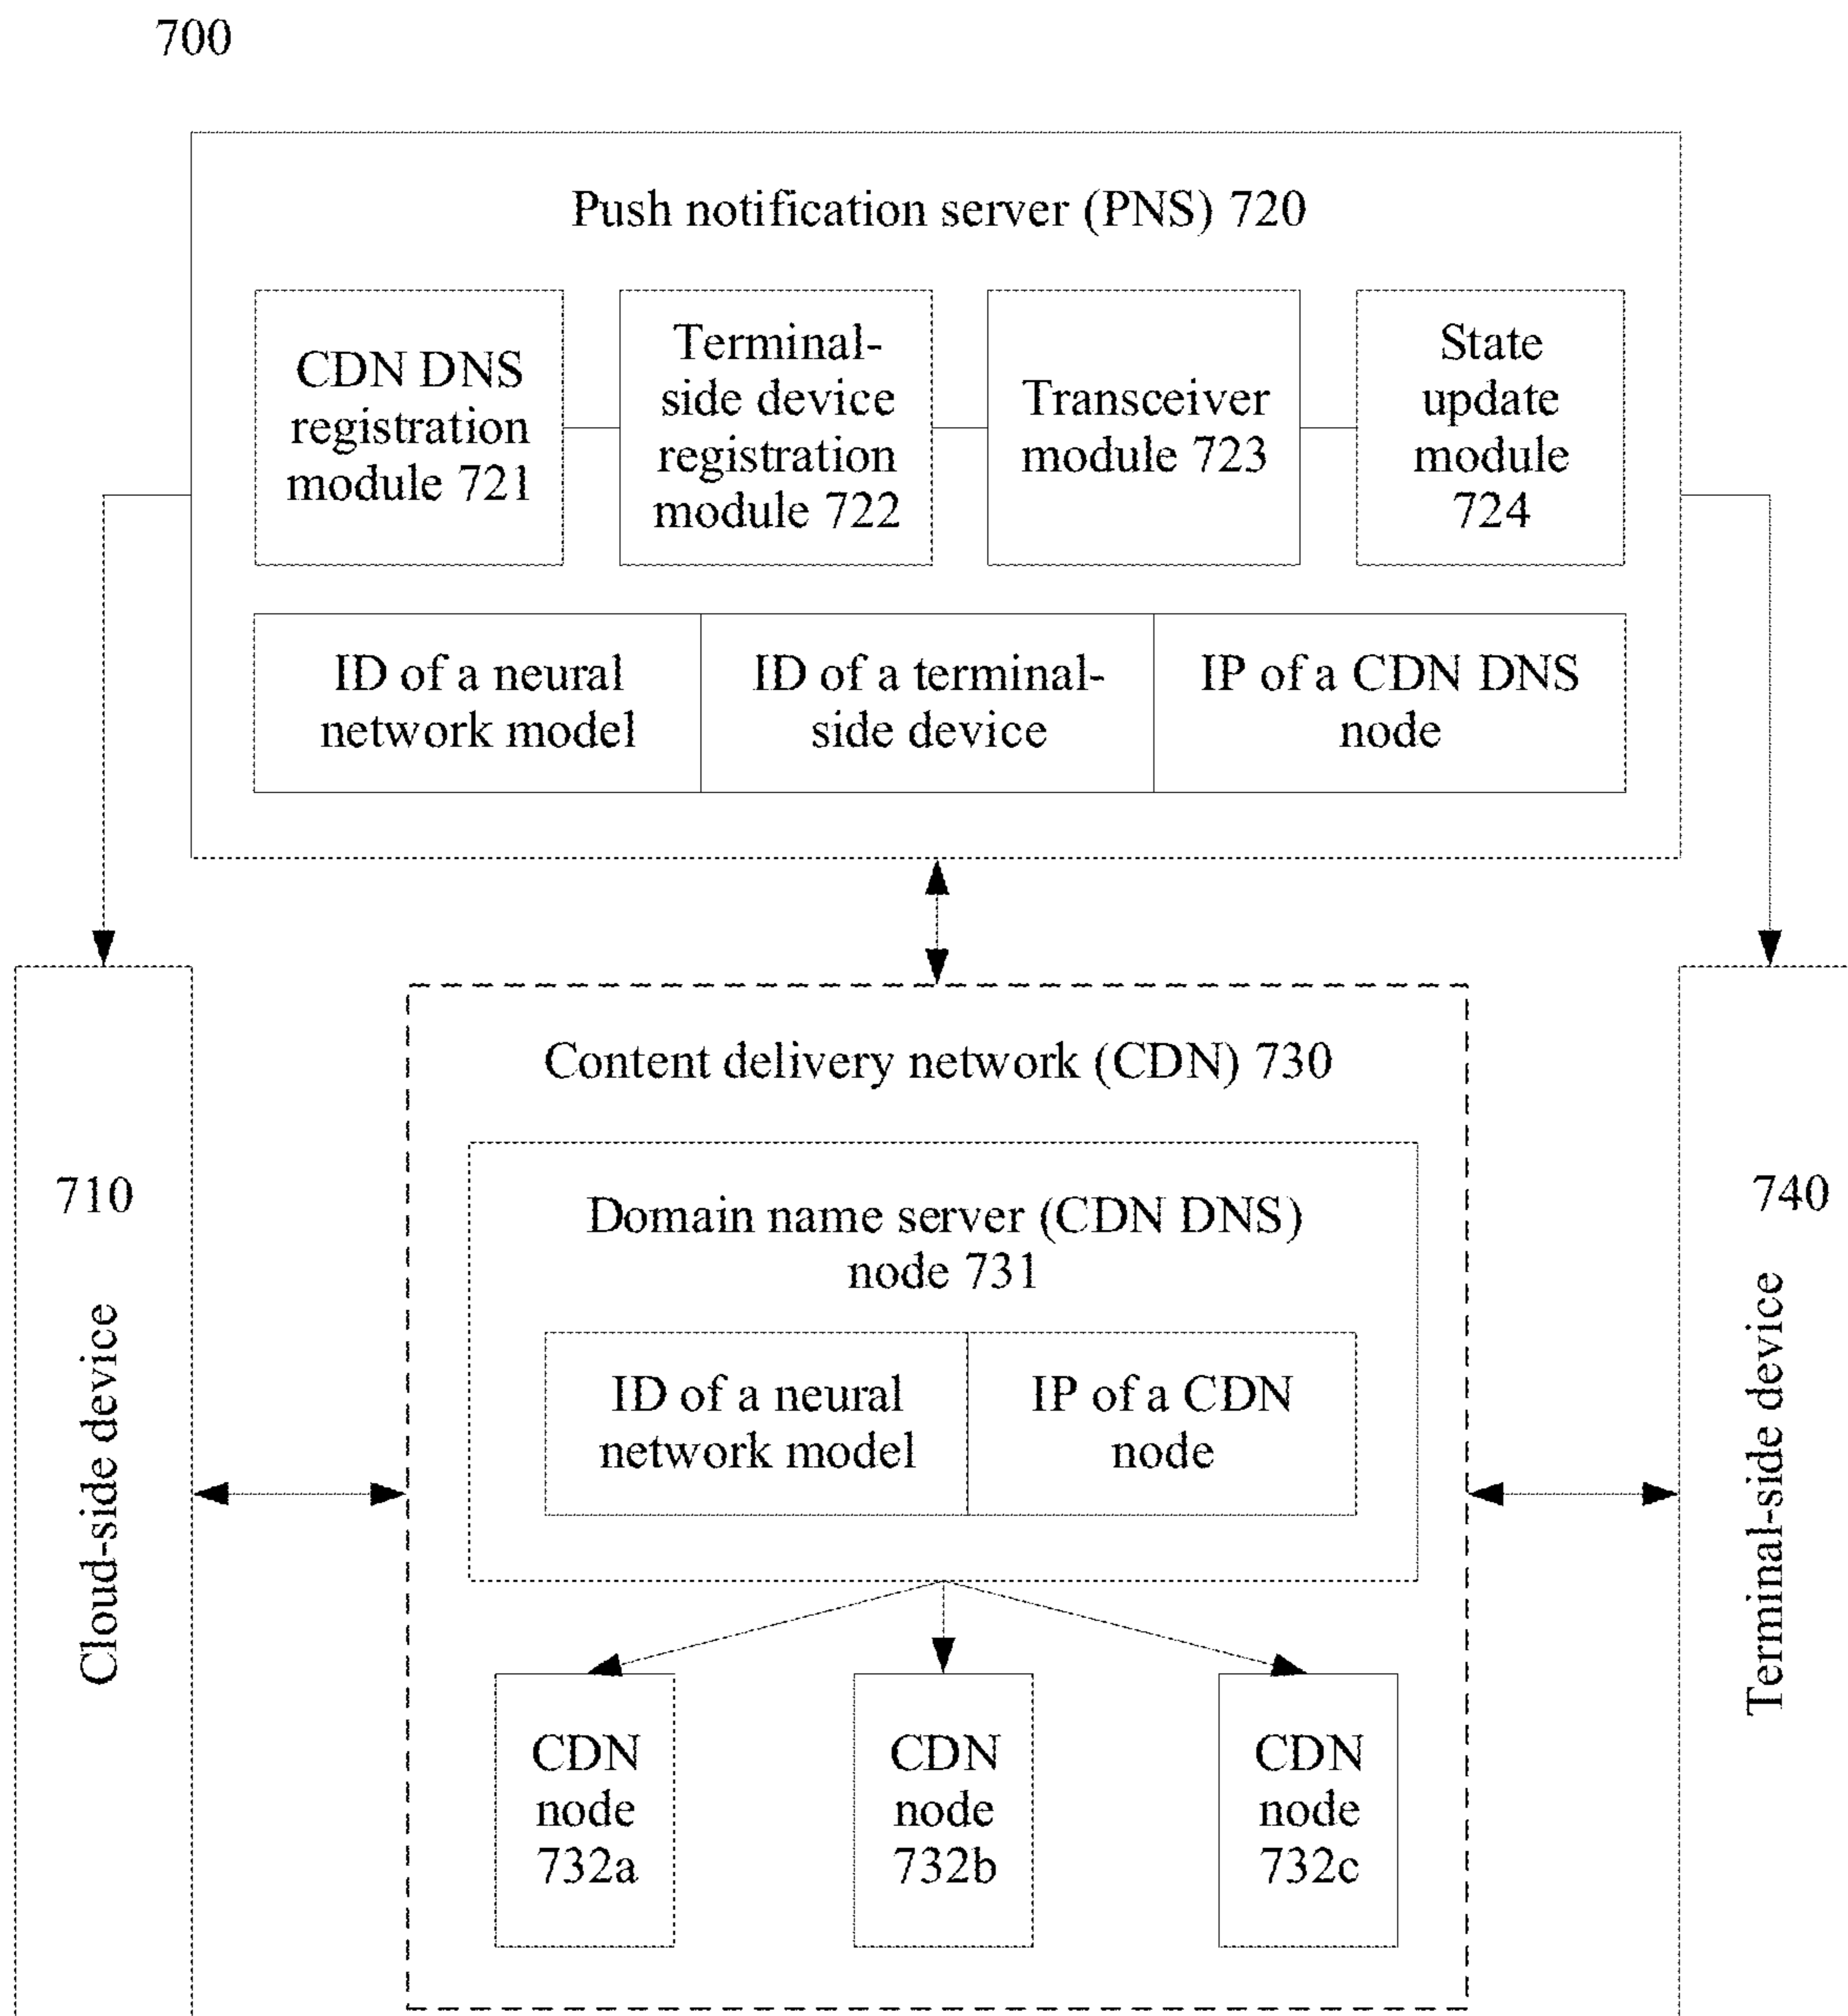 700
Push notification server (PNS) 720
CDN DNS
registration
module 721
Terminal-
side device
registration
module 722
Transceiver
module 723
State
update
module
724
ID of a neural
network model
ID of a terminal-
side device
IP of a CDN DNS
node
710
Cloud-side device
Content delivery network (CDN) 730
Domain name server (CDN DNS)
node 731
ID of a neural
network model
IP of a CDN
node
CDN
node
732a
CDN
node
732b
CDN
node
732c
740
Terminal-side device